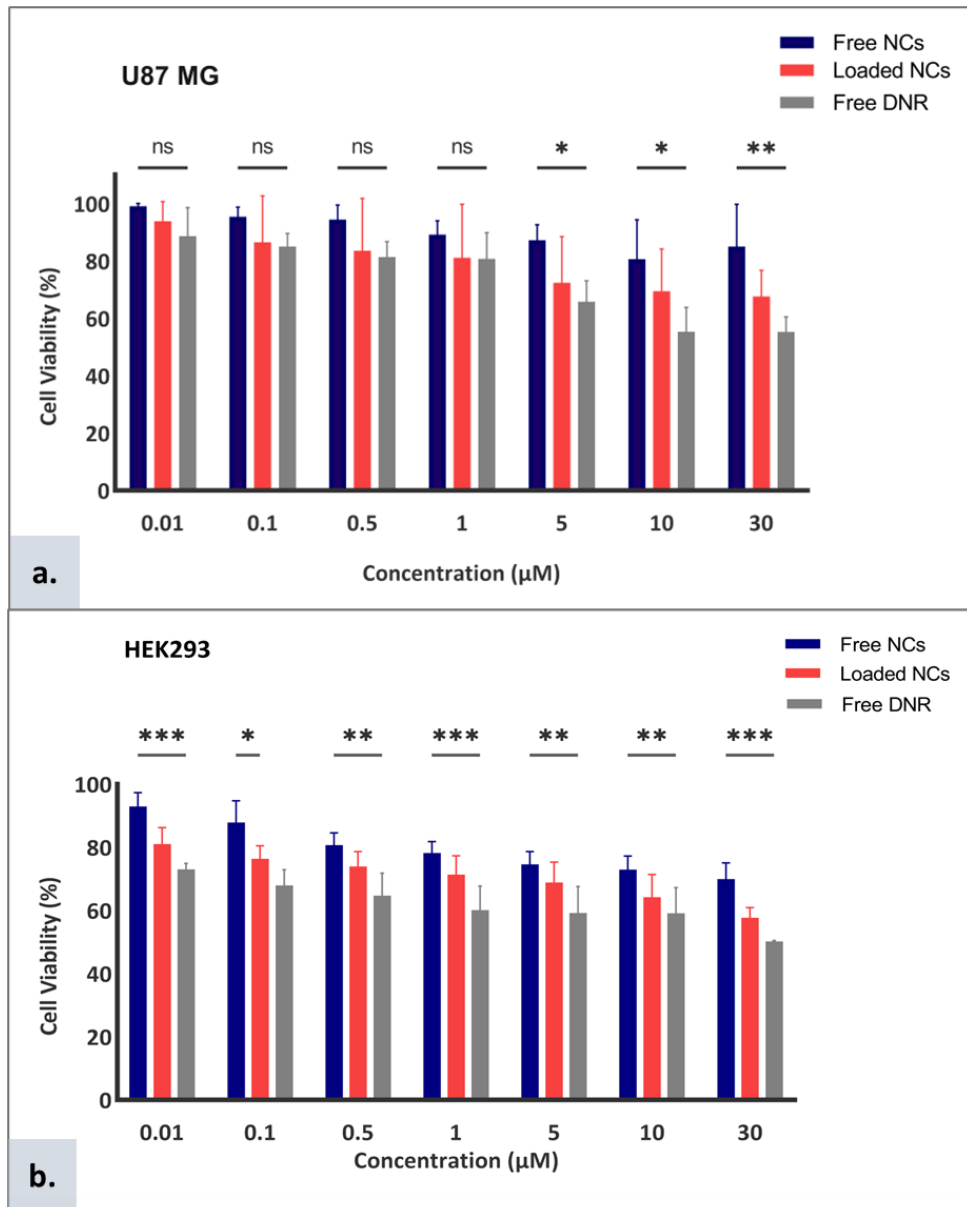 U87 MG
Free NCs
Loaded NCs
Free DNR
ns ns ns ns * * **
100
80
60
40
20
0
Cell Viability (%)
0.01 0.1 0.5 1 5 10 30
Concentration (µM)
a.
HEK293
Free NCs
Loaded NCs
Free DNR
*** * ** *** ** ** ***
100
80
60
40
20
0
Cell Viability (%)
0.01 0.1 0.5 1 5 10 30
Concentration (µM)
b.